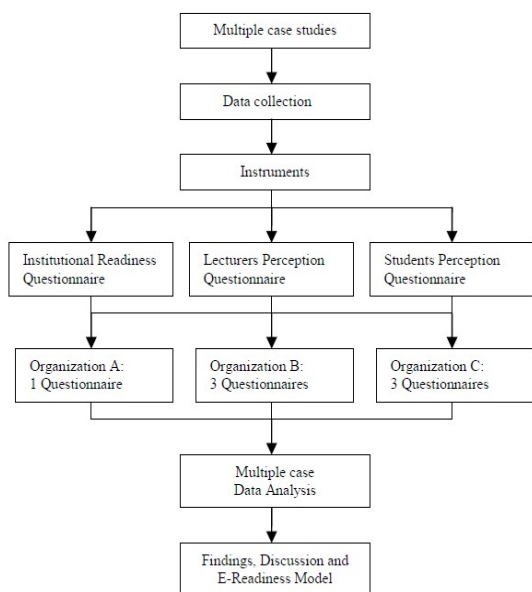 Multiple case studies
Data collection
Instruments
Institutional Readiness
Questionnaire
Lecturers Perception
Questionnaire
Students Perception
Questionnaire
Organization A:
1 Questionnaire
Organization B:
3 Questionnaires
Organization C:
3 Questionnaires
Multiple case
Data Analysis
Findings, Discussion and
E-Readiness Model